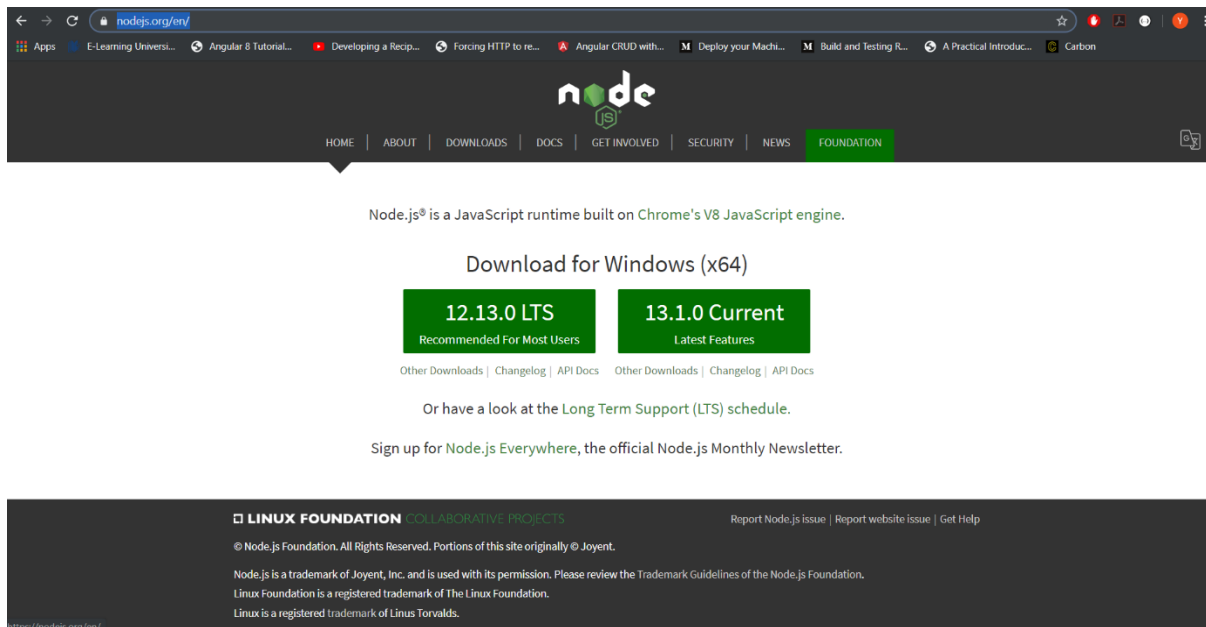 nodejs.org/en/
Apps E-Learning Universi... Angular 8 Tutorial... Developing a Recip... Forcing HTTP to re... Angular CRUD with... M Deploy your Machi... M Build and Testing R... A Practical Introduc... Carbon
node
JS
HOME | ABOUT | DOWNLOADS | DOCS | GET INVOLVED | SECURITY | NEWS FOUNDATION
Node.js® is a JavaScript runtime built on Chrome's V8 JavaScript engine.
Download for Windows (x64)
12.13.0 LTS 13.1.0 Current
Recommended For Most Users Latest Features
Other Downloads | Changelog | API Docs Other Downloads | Changelog | API Docs
Or have a look at the Long Term Support (LTS) schedule.
Sign up for Node.js Everywhere, the official Node.js Monthly Newsletter.
LINUX FOUNDATION COLLABORATIVE PROJECTS Report Node.js issue | Report website issue | Get Help
© Node.js Foundation. All Rights Reserved. Portions of this site originally © Joyent.
Node.js is a trademark of Joyent, Inc. and is used with its permission. Please review the Trademark Guidelines of the Node.js Foundation.
Linux Foundation is a registered trademark of The Linux Foundation.
Linux is a registered trademark of Linus Torvalds.